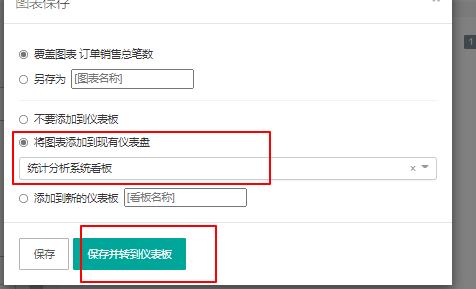 图表保存
×
1
覆盖图表 订单销售总笔数
另存为 [图表名称]
不要添加到仪表板
将图表添加到现有仪表盘
统计分析系统看板 ×
添加到新的仪表板 [看板名称]
保存 保存并转到仪表板